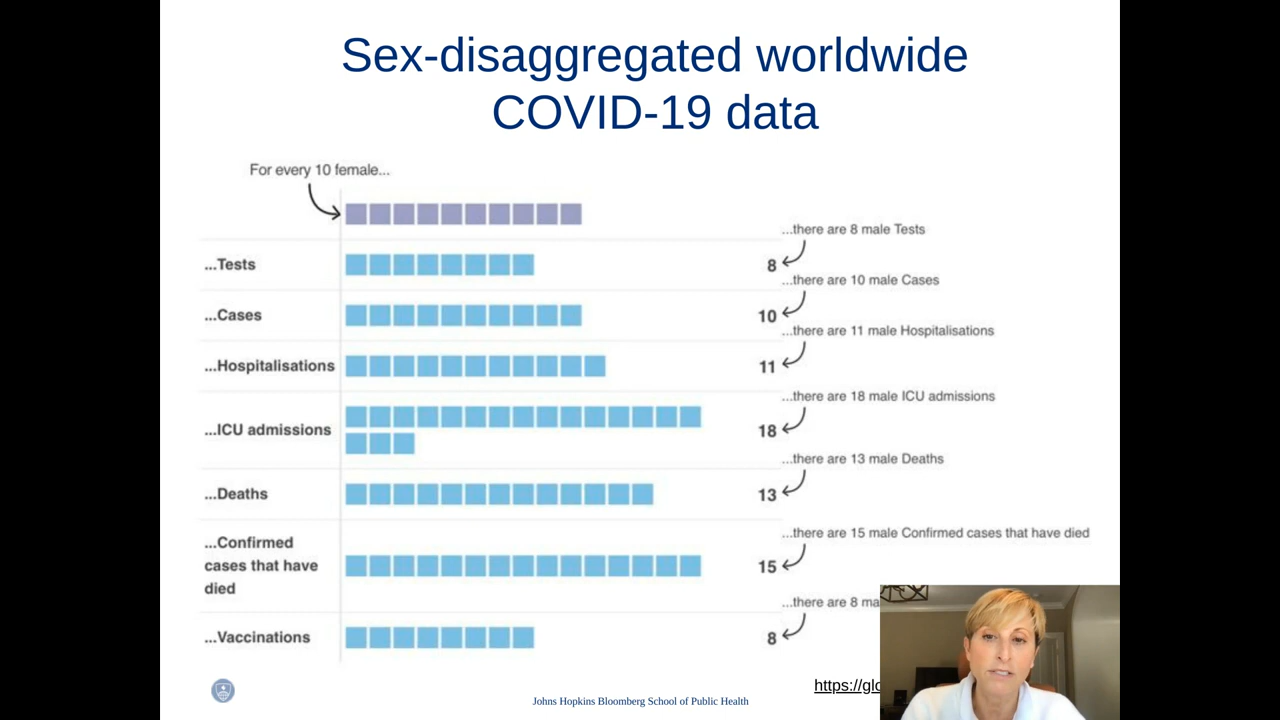 Sex-disaggregated worldwide
COVID-19 data
For every 10 female...
...there are 8 male Tests
...Tests
8
...there are 10 male Cases
...Cases
10
...there are 11 male Hospitalisations
...Hospitalisations
11
...there are 18 male ICU admissions
...ICU admissions
18
...there are 13 male Deaths
...Deaths
13
...there are 15 male Confirmed cases that have died
...Confirmed
cases that have
died
15
...there are 8
...Vaccinations
8
Johns Hopkins Bloomberg School of Public Health